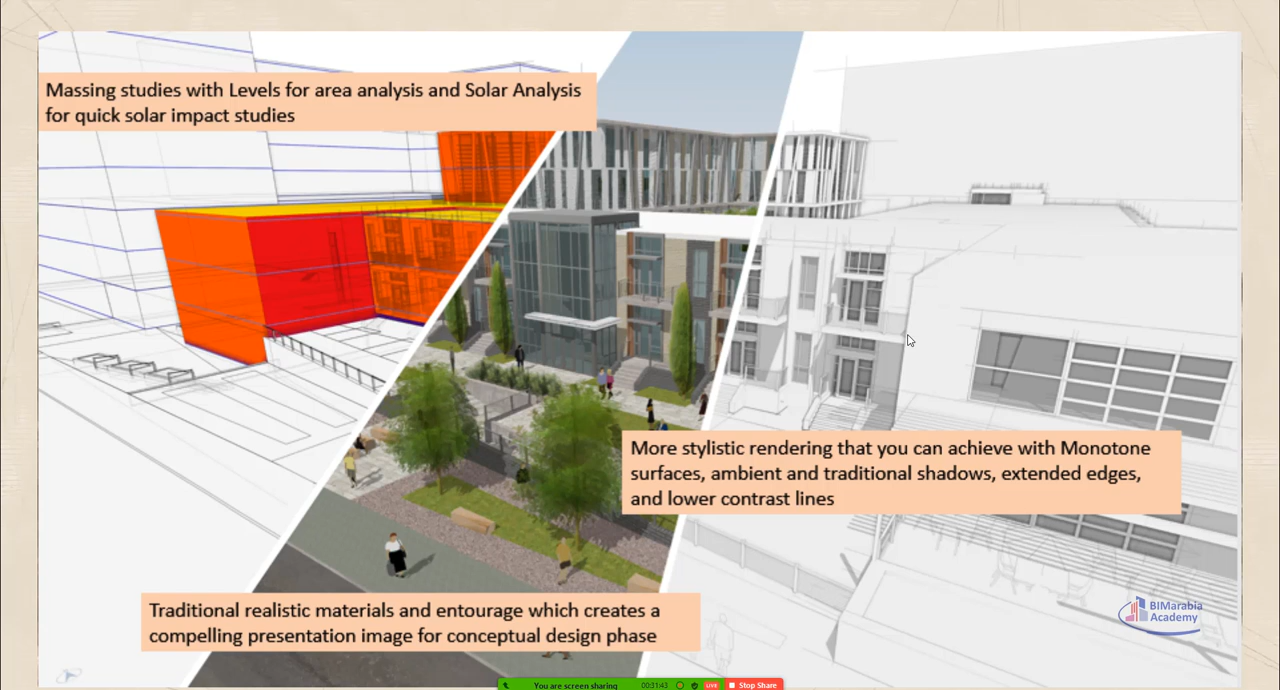 Massing studies with Levels for area analysis and Solar Analysis
for quick solar impact studies
More stylistic rendering that you can achieve with Monotone
surfaces, ambient and traditional shadows, extended edges,
and lower contrast lines
Traditional realistic materials and entourage which creates a
compelling presentation image for conceptual design phase
BIMarabia
Academy
You are screen sharing 00:31:43 LIVE Stop Share